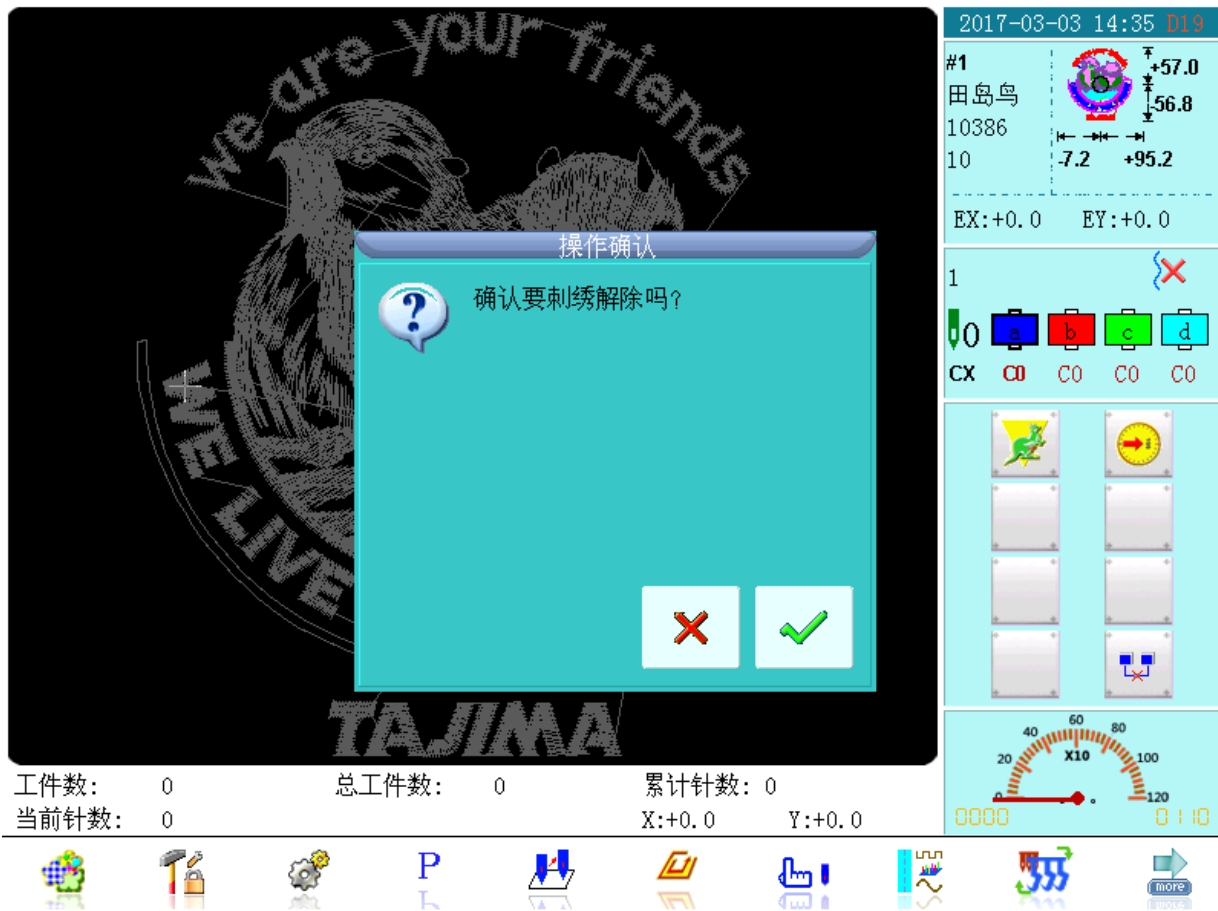 we are your friends
WE LIVE
TAJIMA
操作确认
确认要刺绣解除吗?
工件数: 0 总工件数: 0 累计针数: 0
当前针数: 0 X:+0.0 Y:+0.0
2017-03-03 14:35 D19
#1
田岛鸟
10386
10
+57.0
-56.8
-7.2 +95.2
EX:+0.0 EY:+0.0
1
0 a b c d
CX C0 C0 C0 C0
0 20 40 60 80 100 120
X10
0000 0110
P
more